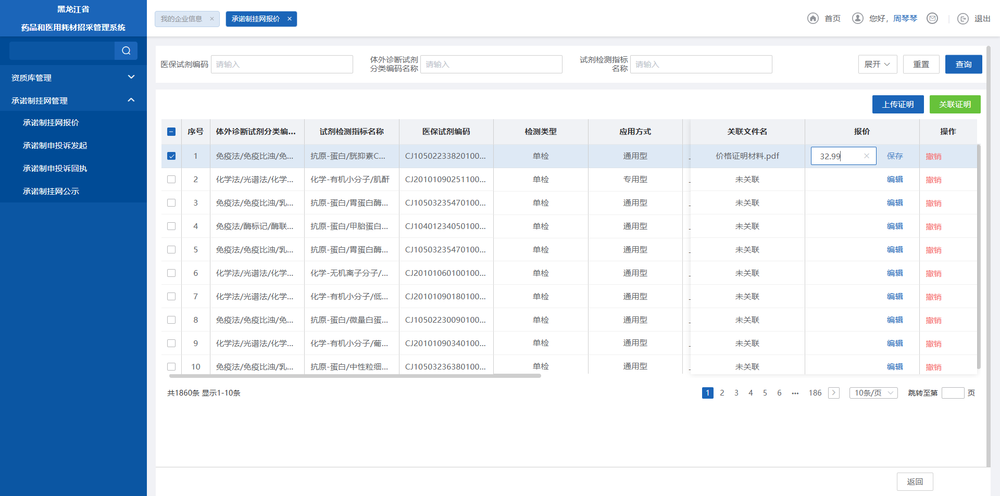 黑龙江省
药品和医用耗材招采管理系统
我的企业信息 ×
承诺制挂网报价 ×
首页
您好，周琴琴
退出
资质库管理
承诺制挂网管理
承诺制挂网报价
承诺制申投诉发起
承诺制申投诉回执
承诺制挂网公示
医保试剂编码 请输入
体外诊断试剂
分类编码名称 请输入
试剂检测指标
名称 请输入
展开
重置
查询
上传证明
关联证明
序号 体外诊断试剂分类编... 试剂检测指标名称 医保试剂编码 检测类型 应用方式 关联文件名 报价 操作
1 免疫法/免疫比浊/免... 抗原-蛋白/胱抑素C... CJ10502233820100... 单检 通用型 价格证明材料.pdf 32.99 保存 撤销
2 化学法/光谱法/化学... 化学-有机小分子/肌酐 CJ20101090251100... 单检 专用型 未关联 编辑 撤销
3 免疫法/免疫比浊/乳... 抗原-蛋白/胃蛋白酶... CJ10503235470100... 单检 通用型 未关联 编辑 撤销
4 免疫法/酶标记/酶联... 抗原-蛋白/甲胎蛋白... CJ10401234050100... 单检 通用型 未关联 编辑 撤销
5 免疫法/免疫比浊/乳... 抗原-蛋白/胃蛋白酶... CJ10503235470100... 单检 通用型 未关联 编辑 撤销
6 化学法/光谱法/化学... 化学-无机离子分子/... CJ20101060100100... 单检 通用型 未关联 编辑 撤销
7 化学法/光谱法/化学... 化学-有机小分子/低... CJ20101090180100... 单检 通用型 未关联 编辑 撤销
8 免疫法/免疫比浊/免... 抗原-蛋白/微量白蛋... CJ10502230090100... 单检 通用型 未关联 编辑 撤销
9 化学法/光谱法/化学... 化学-有机小分子/葡... CJ20101090340100... 单检 通用型 未关联 编辑 撤销
10 免疫法/免疫比浊/乳... 抗原-蛋白/中性粒细... CJ10503236380100... 单检 通用型 未关联 编辑 撤销
共1860条 显示1-10条
1 2 3 4 5 6 ••• 186 > 10条/页 跳转至第 页
返回